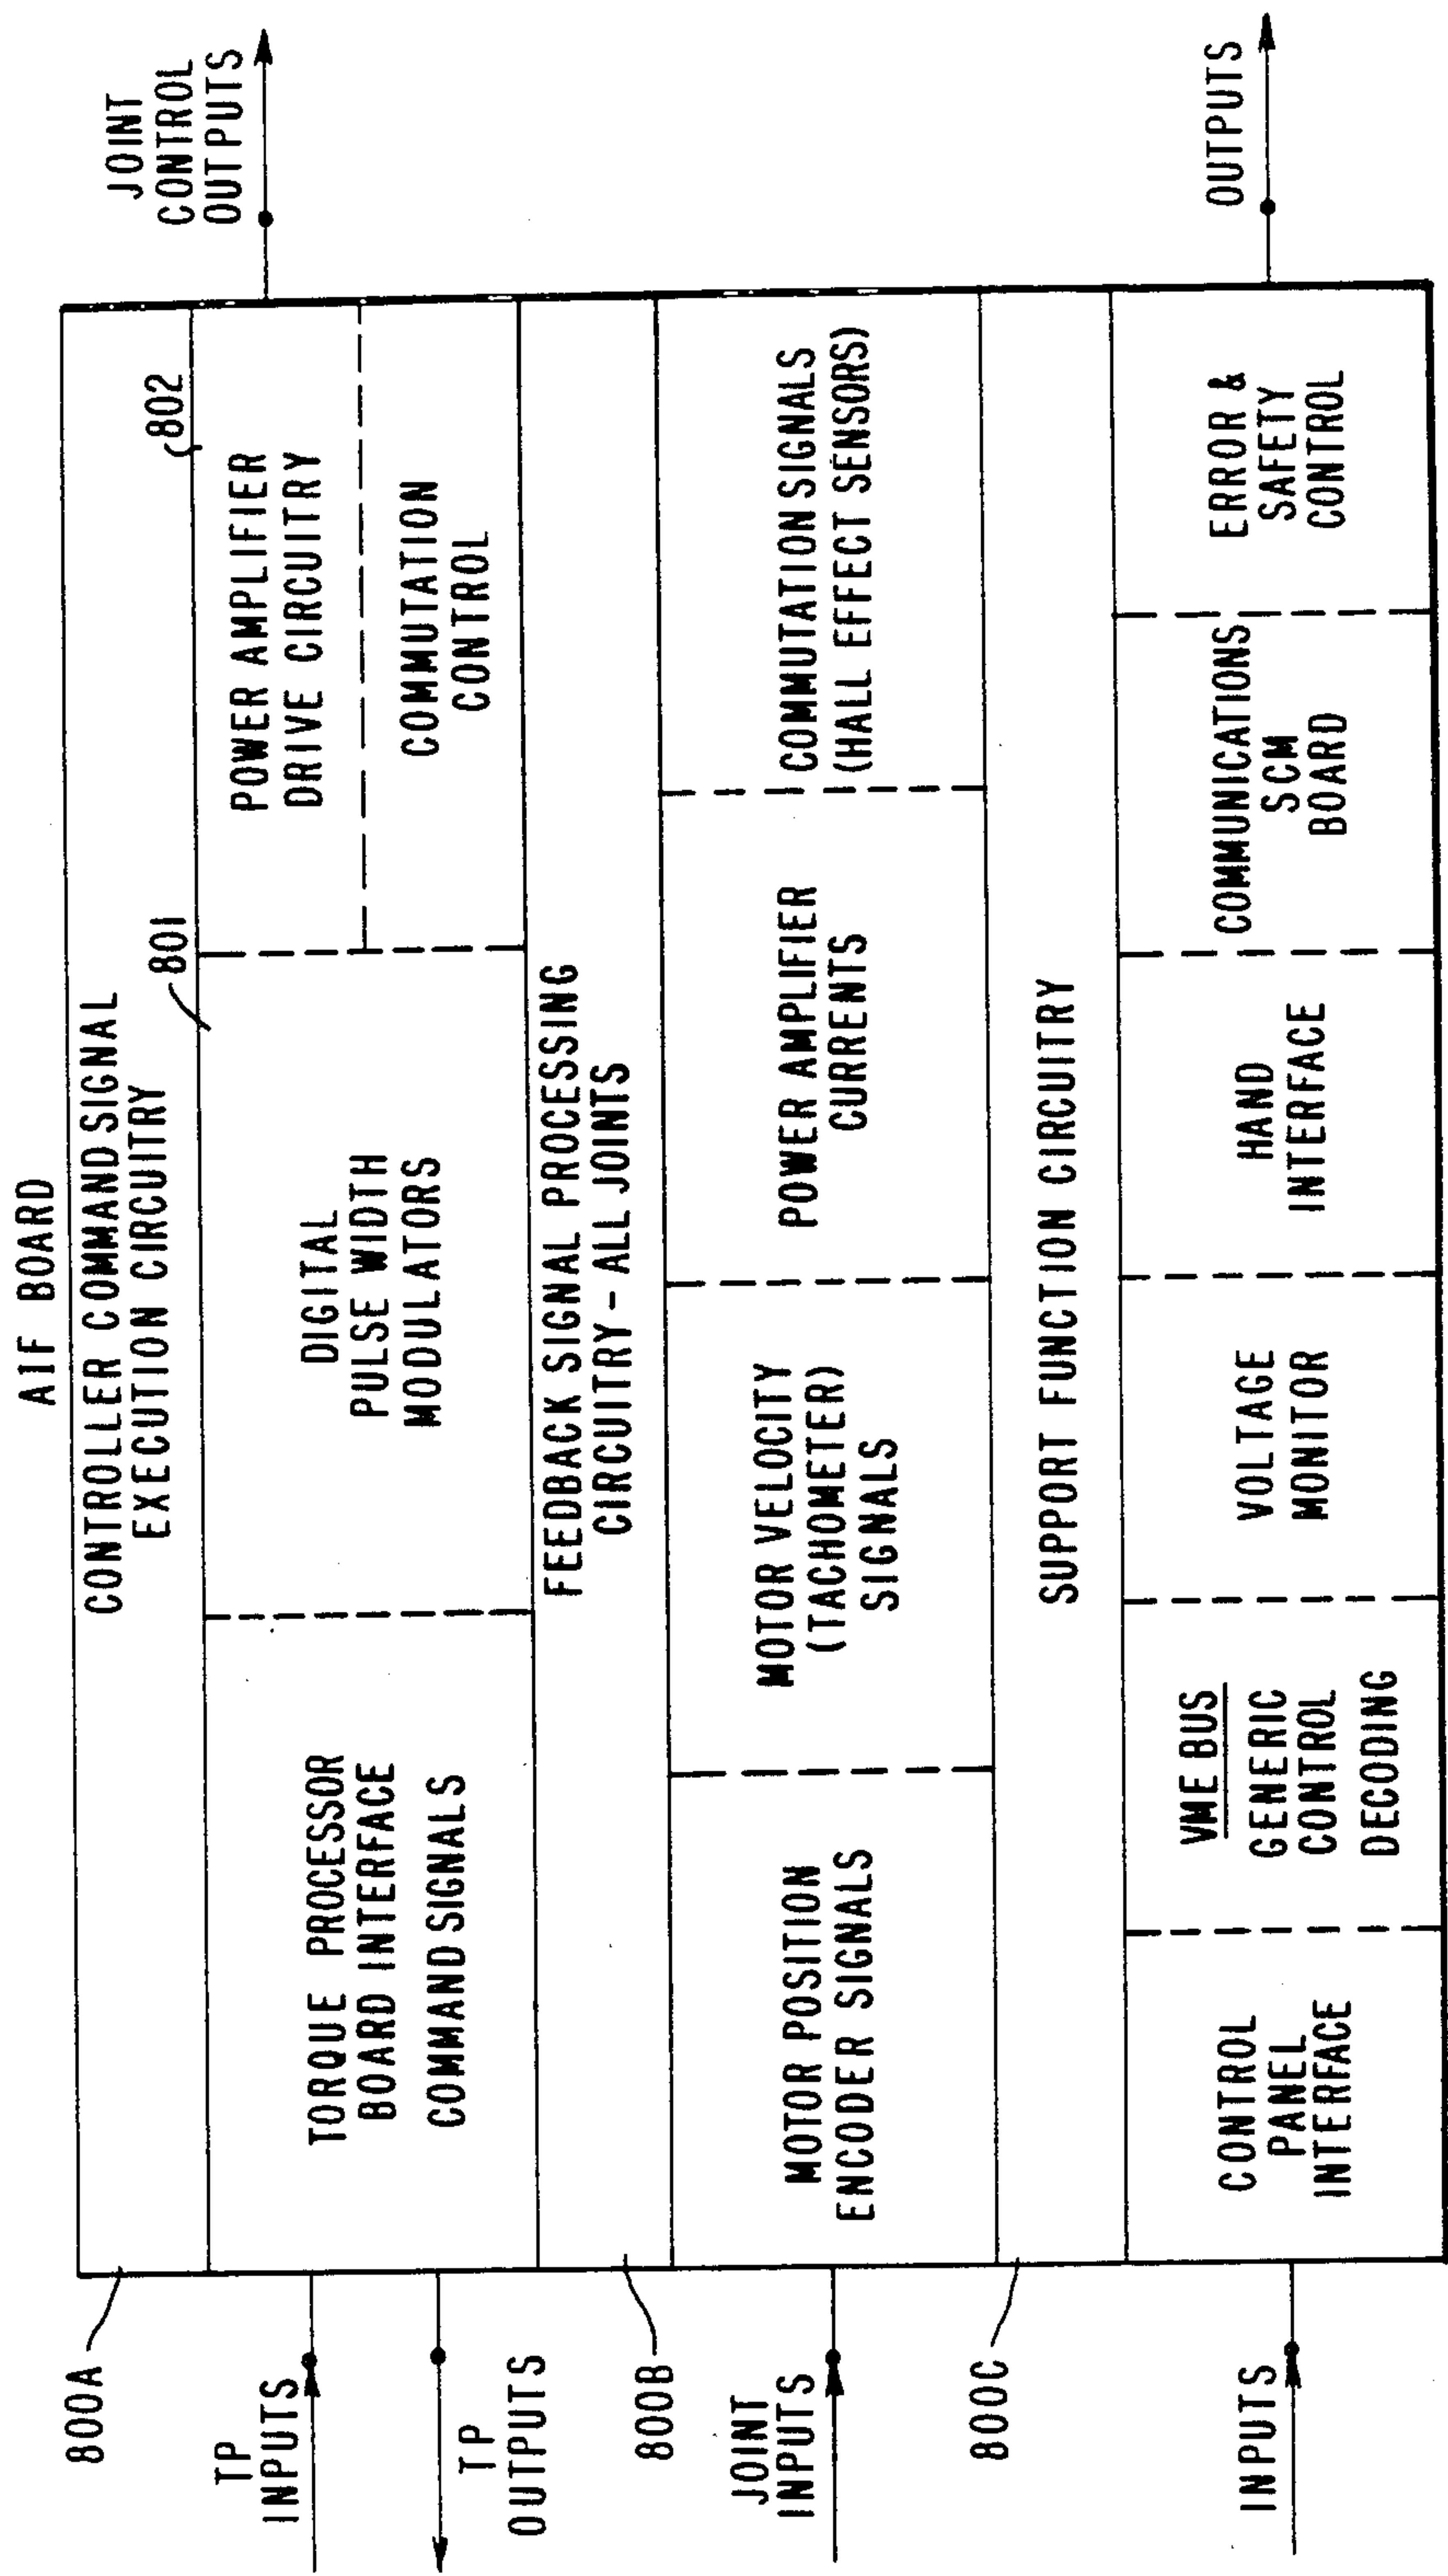 AIF BOARD
800A
CONTROLLER COMMAND SIGNAL
EXECUTION CIRCUITRY
TP
INPUTS
TP
OUTPUTS
TORQUE PROCESSOR
BOARD INTERFACE
COMMAND SIGNALS
801
DIGITAL
PULSE WIDTH
MODULATORS
802
POWER AMPLIFIER
DRIVE CIRCUITRY
COMMUTATION
CONTROL
JOINT
CONTROL
OUTPUTS
800B
FEEDBACK SIGNAL PROCESSING
CIRCUITRY - ALL JOINTS
JOINT
INPUTS
MOTOR POSITION
ENCODER SIGNALS
MOTOR VELOCITY
(TACHOMETER)
SIGNALS
POWER AMPLIFIER
CURRENTS
COMMUTATION SIGNALS
(HALL EFFECT SENSORS)
800C
SUPPORT FUNCTION CIRCUITRY
INPUTS
CONTROL
PANEL
INTERFACE
VME BUS
GENERIC
CONTROL
DECODING
VOLTAGE
MONITOR
HAND
INTERFACE
COMMUNICATIONS
SCM
BOARD
ERROR &
SAFETY
CONTROL
OUTPUTS